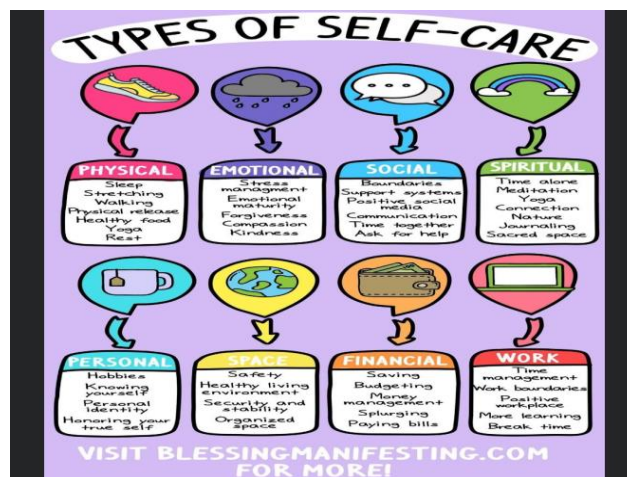 TYPES OF SELF-CARE
PHYSICAL
Sleep
Stretching
Walking
Physical release
Healthy food
Yoga
Rest
EMOTIONAL
Stress
managment
Emotional
maturity
Forgiveness
Compassion
Kindness
SOCIAL
Boundaries
Support systems
Positive social
media
Communication
Time together
Ask for help
SPIRITUAL
Time alone
Meditation
Yoga
Connection
Nature
Journaling
Sacred space
PERSONAL
Hobbies
Knowing
yourself
Personal
identity
Honoring your
true self
SPACE
Safety
Healthy living
environment
Security and
stability
Organized
space
FINANCIAL
Saving
Budgeting
Money
management
Splurging
Paying bills
WORK
Time
management
Work boundaries
Positive
workplace
More learning
Break time
VISIT BLESSINGMANIFESTING.COM
FOR MORE!